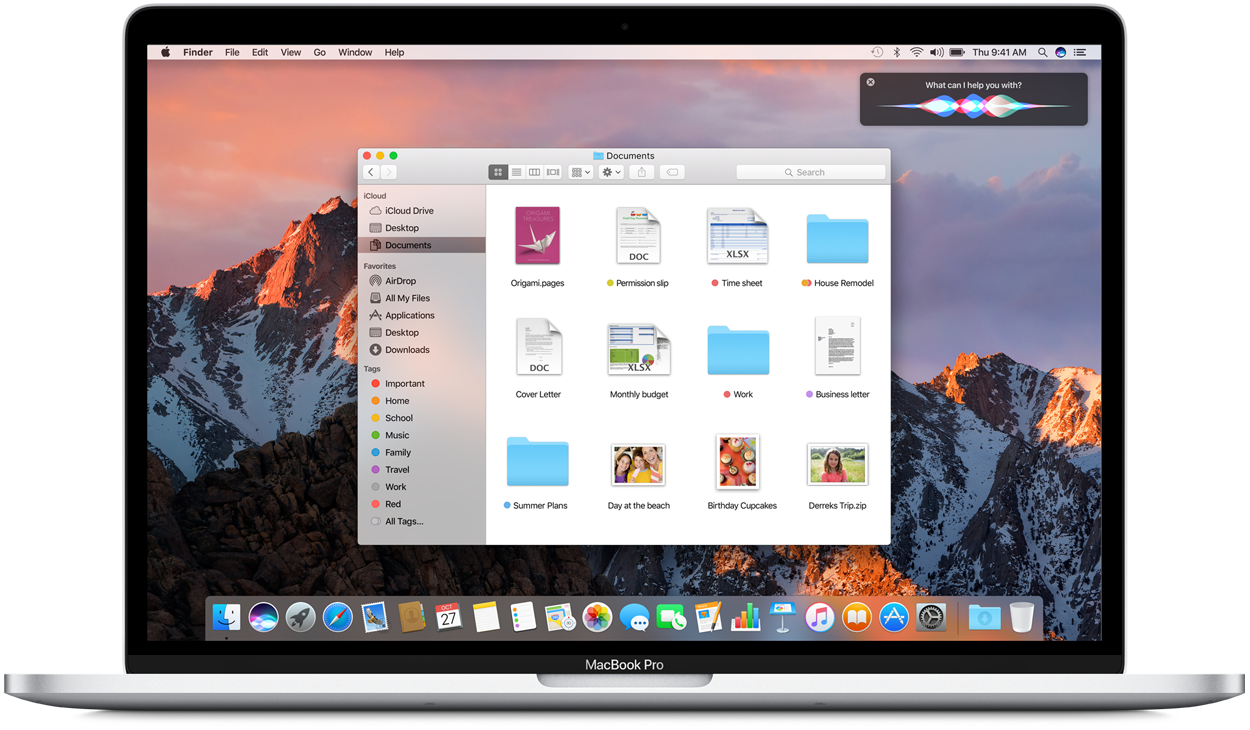 Finder File Edit View Go Window Help
Thu 9:41 AM
What can I help you with?
Documents
Search
iCloud
iCloud Drive
Desktop
Documents
Favorites
AirDrop
All My Files
Applications
Desktop
Downloads
Tags
Important
Home
School
Music
Family
Travel
Work
Red
All Tags...
ORIGAMI
TREASURES
DOC
XLSX
Origami.pages
Permission slip
Time sheet
House Remodel
DOC
XLSX
Cover Letter
Monthly budget
Work
Business letter
Summer Plans
Day at the beach
Birthday Cupcakes
Derreks Trip.zip
OCT
27
MacBook Pro